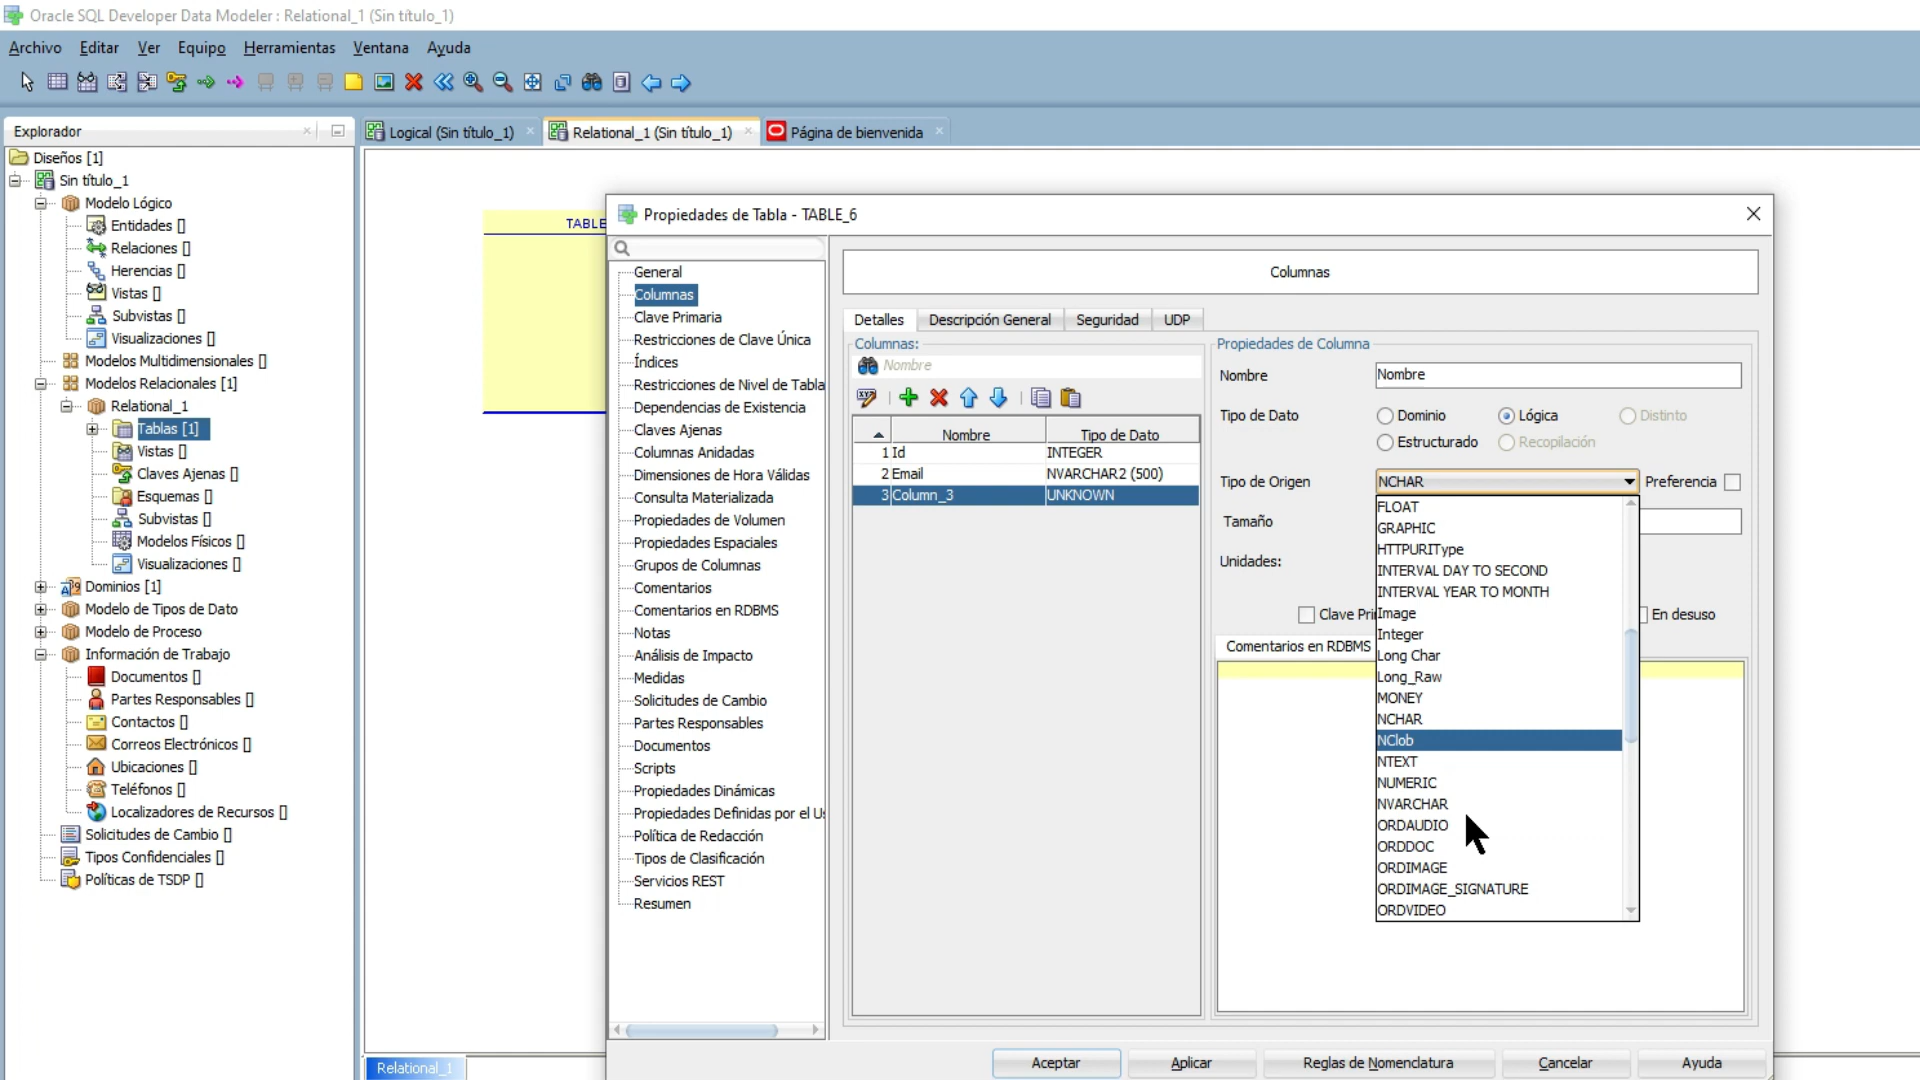 Oracle SQL Developer Data Modeler : Relational_1 (Sin título_1)
Archivo Editar Ver Equipo Herramientas Ventana Ayuda
Explorador
Logical (Sin título_1)
Relational_1 (Sin título_1)
Página de bienvenida
Diseños [1]
Sin título_1
Modelo Lógico
Entidades []
Relaciones []
Herencias []
Vistas []
Subvistas []
Visualizaciones []
Modelos Multidimensionales []
Modelos Relacionales [1]
Relational_1
Tablas [1]
Vistas []
Claves Ajenas []
Esquemas []
Subvistas []
Modelos Físicos []
Visualizaciones []
Dominios [1]
Modelo de Tipos de Dato
Modelo de Proceso
Información de Trabajo
Documentos []
Partes Responsables []
Contactos []
Correos Electrónicos []
Ubicaciones []
Teléfonos []
Localizadores de Recursos []
Solicitudes de Cambio []
Tipos Confidenciales []
Políticas de TSDP []
TABLE
Relational_1
Propiedades de Tabla - TABLE_6
General
Columnas
Clave Primaria
Restricciones de Clave Única
Índices
Restricciones de Nivel de Tabla
Dependencias de Existencia
Claves Ajenas
Columnas Anidadas
Dimensiones de Hora Válidas
Consulta Materializada
Propiedades de Volumen
Propiedades Espaciales
Grupos de Columnas
Comentarios
Comentarios en RDBMS
Notas
Análisis de Impacto
Medidas
Solicitudes de Cambio
Partes Responsables
Documentos
Scripts
Propiedades Dinámicas
Propiedades Definidas por el Us
Política de Redacción
Tipos de Clasificación
Servicios REST
Resumen
Columnas
Detalles Descripción General Seguridad UDP
Columnas:
Nombre
Nombre Tipo de Dato
1 Id INTEGER
2 Email NVARCHAR2 (500)
3 Column_3 UNKNOWN
Propiedades de Columna
Nombre Nombre
Tipo de Dato Dominio Lógica Distinto
Estructurado Recopilación
Tipo de Origen NCHAR Preferencia
Tamaño
Unidades:
Clave Pri
En desuso
Comentarios en RDBMS
FLOAT
GRAPHIC
HTTPURIType
INTERVAL DAY TO SECOND
INTERVAL YEAR TO MONTH
Image
Integer
Long Char
Long_Raw
MONEY
NCHAR
NClob
NTEXT
NUMERIC
NVARCHAR
ORDAUDIO
ORDDOC
ORDIMAGE
ORDIMAGE_SIGNATURE
ORDVIDEO
Aceptar Aplicar Reglas de Nomenclatura Cancelar Ayuda